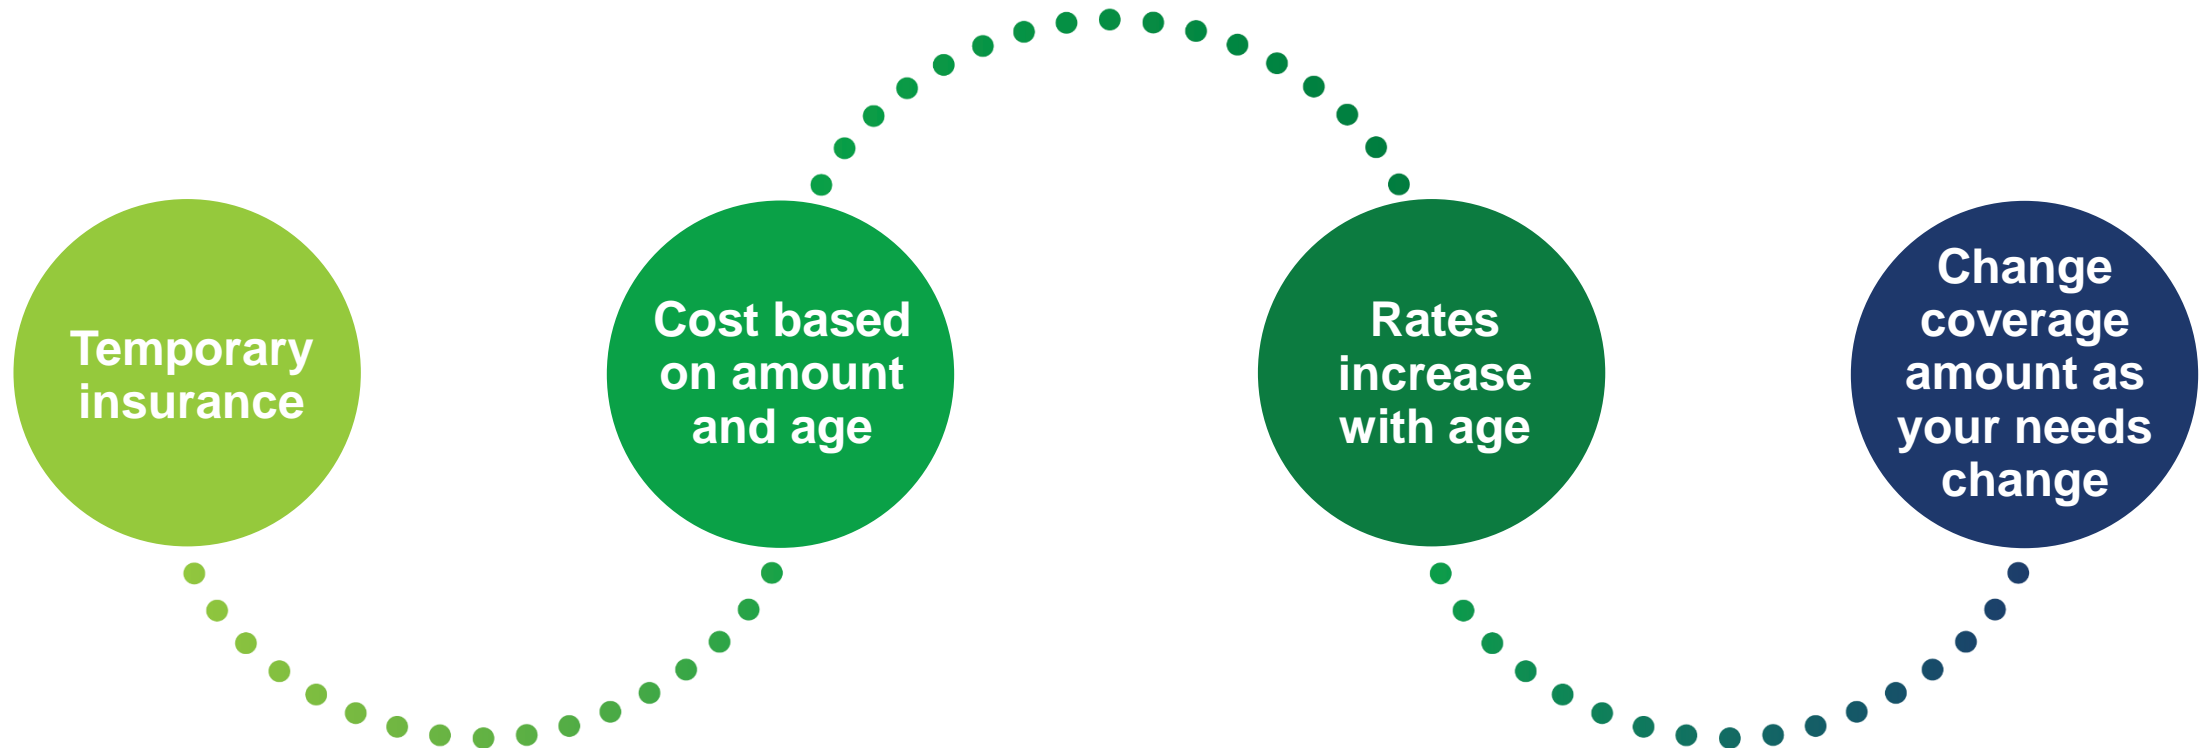 Temporary
insurance
Cost based
on amount
and age
Rates
increase
with age
Change
coverage
amount as
your needs
change